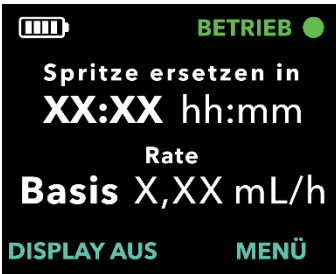 BETRIEB
Spritze ersetzen in
XX:XX hh:mm
Rate
Basis X,XX mL/h
DISPLAY AUS MENÜ